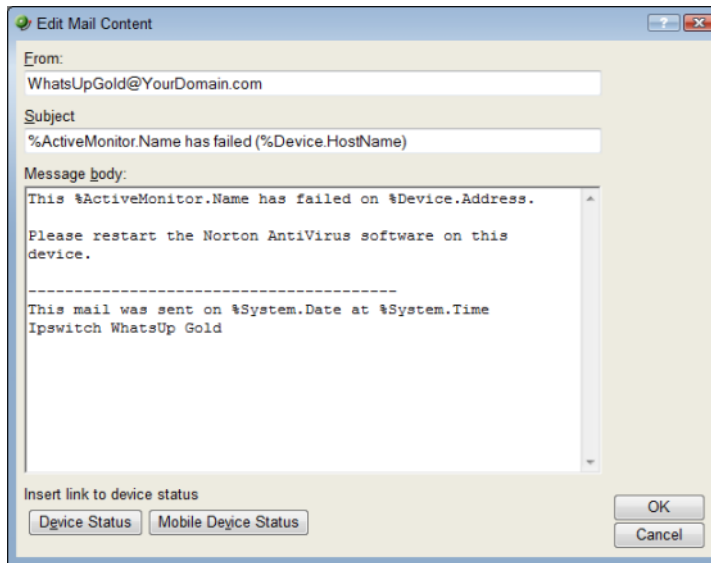 Edit Mail Content
?
From:
WhatsUpGold@YourDomain.com
Subject
%ActiveMonitor.Name has failed (%Device.HostName)
Message body:
This %ActiveMonitor.Name has failed on %Device.Address.
Please restart the Norton AntiVirus software on this
device.
----------------------------------------
This mail was sent on %System.Date at %System.Time
Ipswitch WhatsUp Gold
Insert link to device status
Device Status Mobile Device Status
OK
Cancel